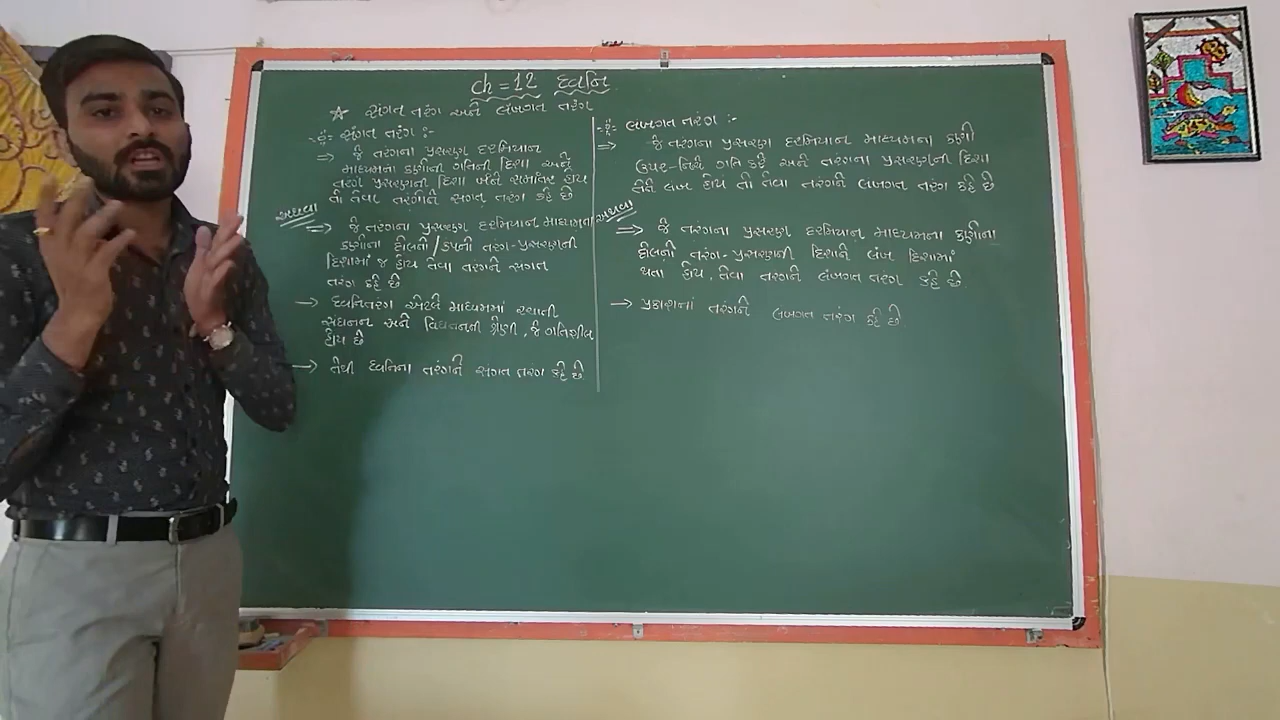 ch = 12 ધ્વનિ
☆ સંગત તરંગ અને લંબગત તરંગ
-:- સંગત તરંગ :-
⇒ જે તરંગના પ્રસરણ દરમિયાન
માધ્યમના કણોની ગતિની દિશા અને
તરંગ પ્રસરણની દિશા બંને સમાંતર હોય
તો તેવા તરંગોને સંગત તરંગ કહે છે
અથવા
⇒ જે તરંગના પ્રસરણ દરમિયાન માધ્યમના
કણોના દોલનો / કંપનો તરંગ-પ્રસરણની
દિશામાં જ હોય તેવા તરંગને સંગત
તરંગ કહે છે
→ ધ્વનિતરંગ એટલે માધ્યમમાં રચાતી
સંઘનન અને વિઘનનની શ્રેણી, જે ગતિશીલ
હોય છે
→ તેથી ધ્વનિના તરંગને સંગત તરંગ કહે છે.
-:- લંબગત તરંગ :-
⇒ જે તરંગના પ્રસરણ દરમિયાન માધ્યમના કણો
ઉપર-નીચે ગતિ કરે અને તરંગના પ્રસરણની દિશા
તેને લંબ હોય તો તેવા તરંગને લંબગત તરંગ કહે છે
અથવા
⇒ જે તરંગના પ્રસરણ દરમિયાન માધ્યમના કણોના
દોલનો તરંગ-પ્રસરણની દિશાને લંબ દિશામાં
થતા હોય, તેવા તરંગને લંબગત તરંગ કહે છે.
→ પ્રકાશનાં તરંગને લંબગત તરંગ કહે છે